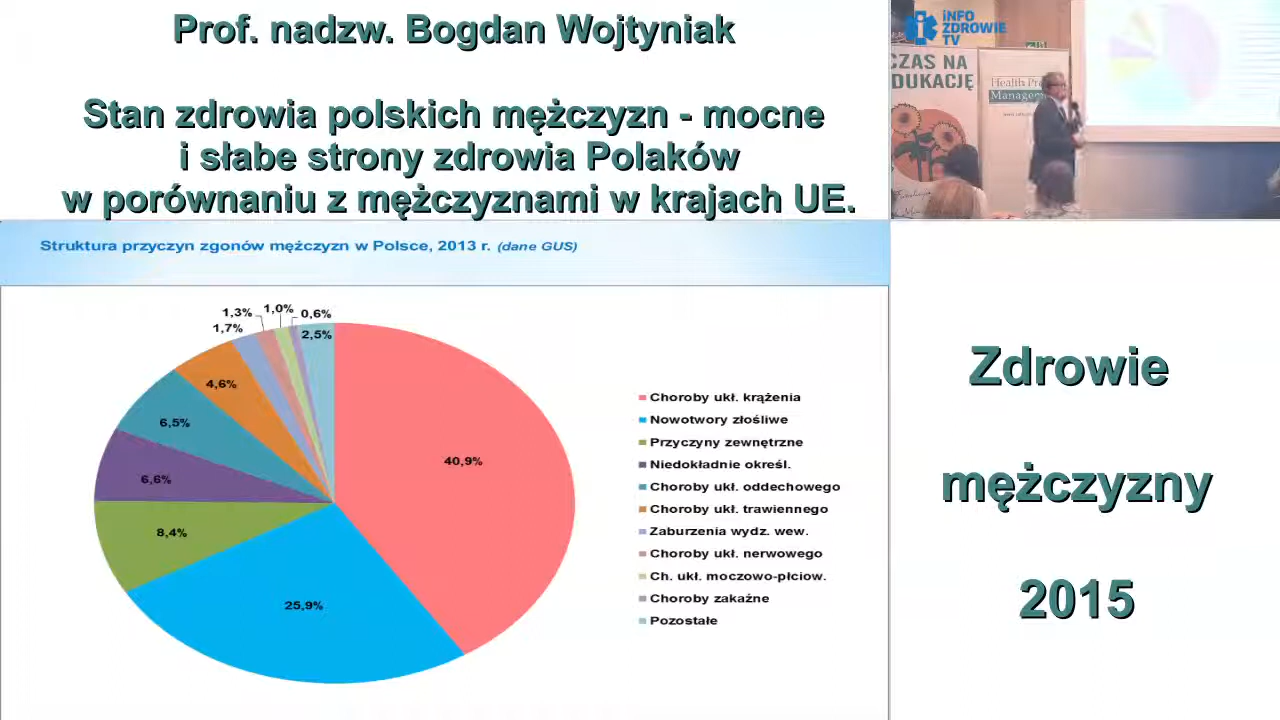 Prof. nadzw. Bogdan Wojtyniak
Stan zdrowia polskich mężczyzn - mocne
i słabe strony zdrowia Polaków
w porównaniu z mężczyznami w krajach UE.
iNFO
ZDROWIE
TV
CZAS NA
DUKACJĘ
Health Pro
Managem
Struktura przyczyn zgonów mężczyzn w Polsce, 2013 r. (dane GUS)
1,3%
1,0%
0,6%
1,7%
2,5%
4,6%
6,5%
40,9%
6,6%
8,4%
25,9%
Choroby ukł. krążenia
Nowotwory złośliwe
Przyczyny zewnętrzne
Niedokładnie określ.
Choroby ukł. oddechowego
Choroby ukł. trawiennego
Zaburzenia wydz. wew.
Choroby ukł. nerwowego
Ch. ukł. moczowo-płciow.
Choroby zakaźne
Pozostałe
Zdrowie
mężczyzny
2015